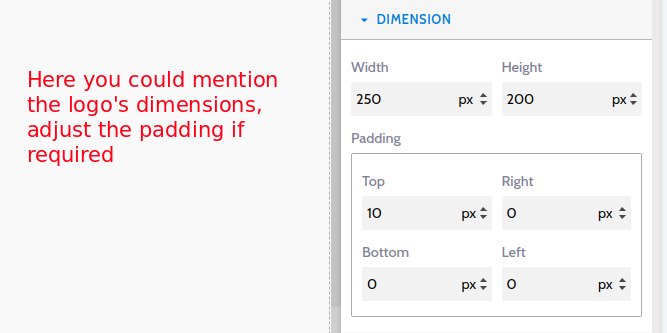 Here you could mention
the logo's dimensions,
adjust the padding if
required
DIMENSION
Width Height
250 px 200 px
Padding
Top Right
10 px 0 px
Bottom Left
0 px 0 px